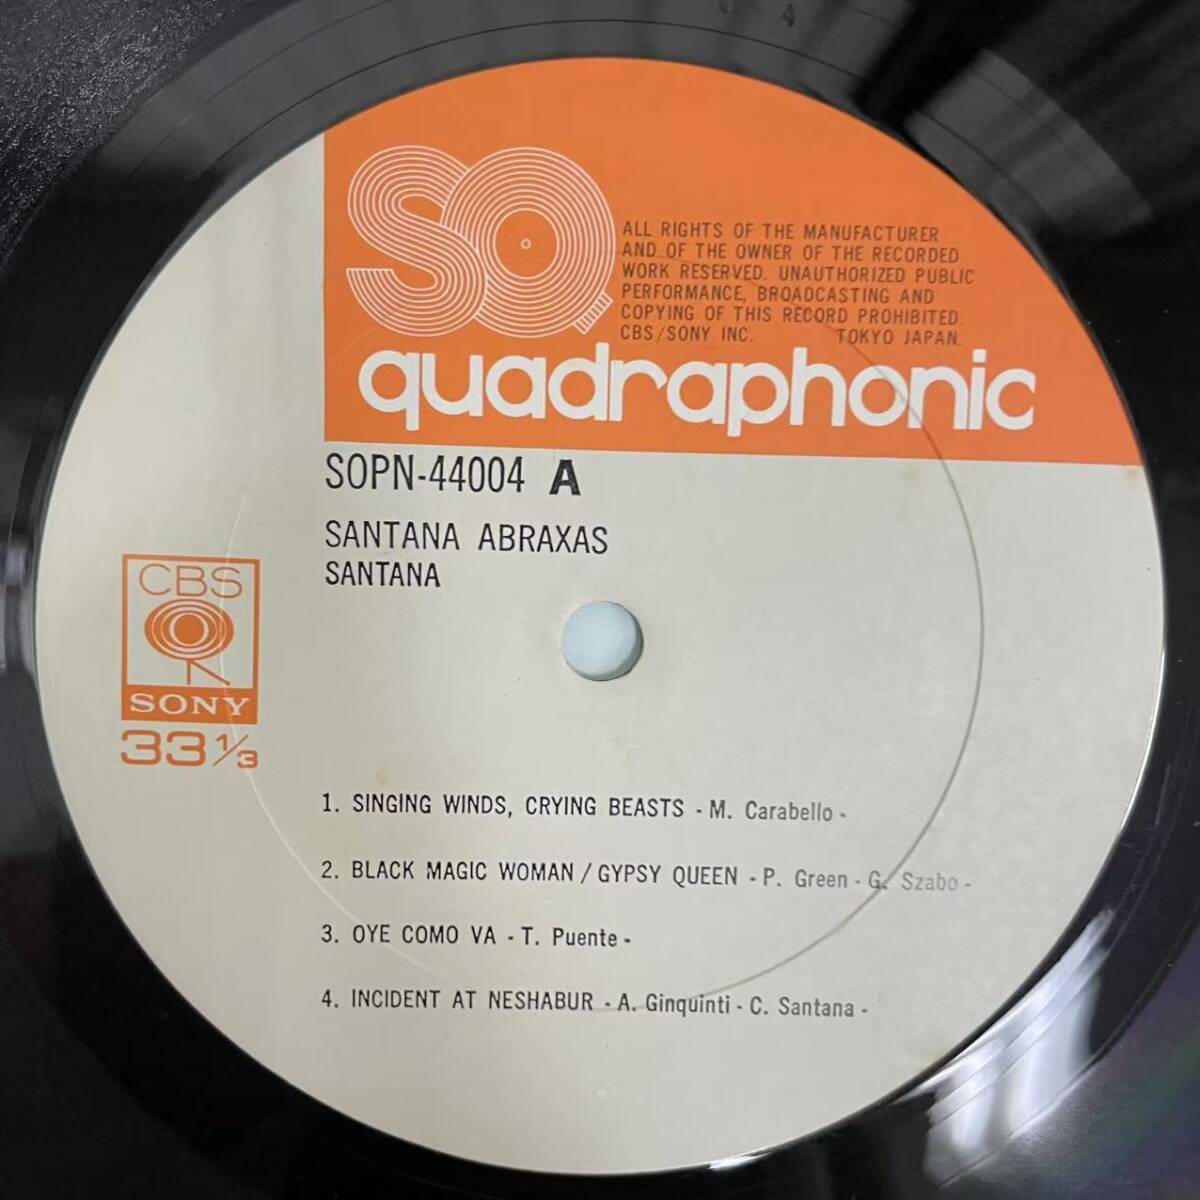 SQ
ALL RIGHTS OF THE MANUFACTURER
AND OF THE OWNER OF THE RECORDED
WORK RESERVED. UNAUTHORIZED PUBLIC
PERFORMANCE, BROADCASTING AND
COPYING OF THIS RECORD PROHIBITED.
CBS/SONY INC. TOKYO JAPAN.
quadraphonic
SOPN-44004 A
SANTANA ABRAXAS
SANTANA
CBS
SONY
33 1/3
1. SINGING WINDS, CRYING BEASTS - M. Carabello -
2. BLACK MAGIC WOMAN / GYPSY QUEEN - P. Green - G. Szabo -
3. OYE COMO VA - T. Puente -
4. INCIDENT AT NESHABUR - A. Ginquinti - C. Santana -